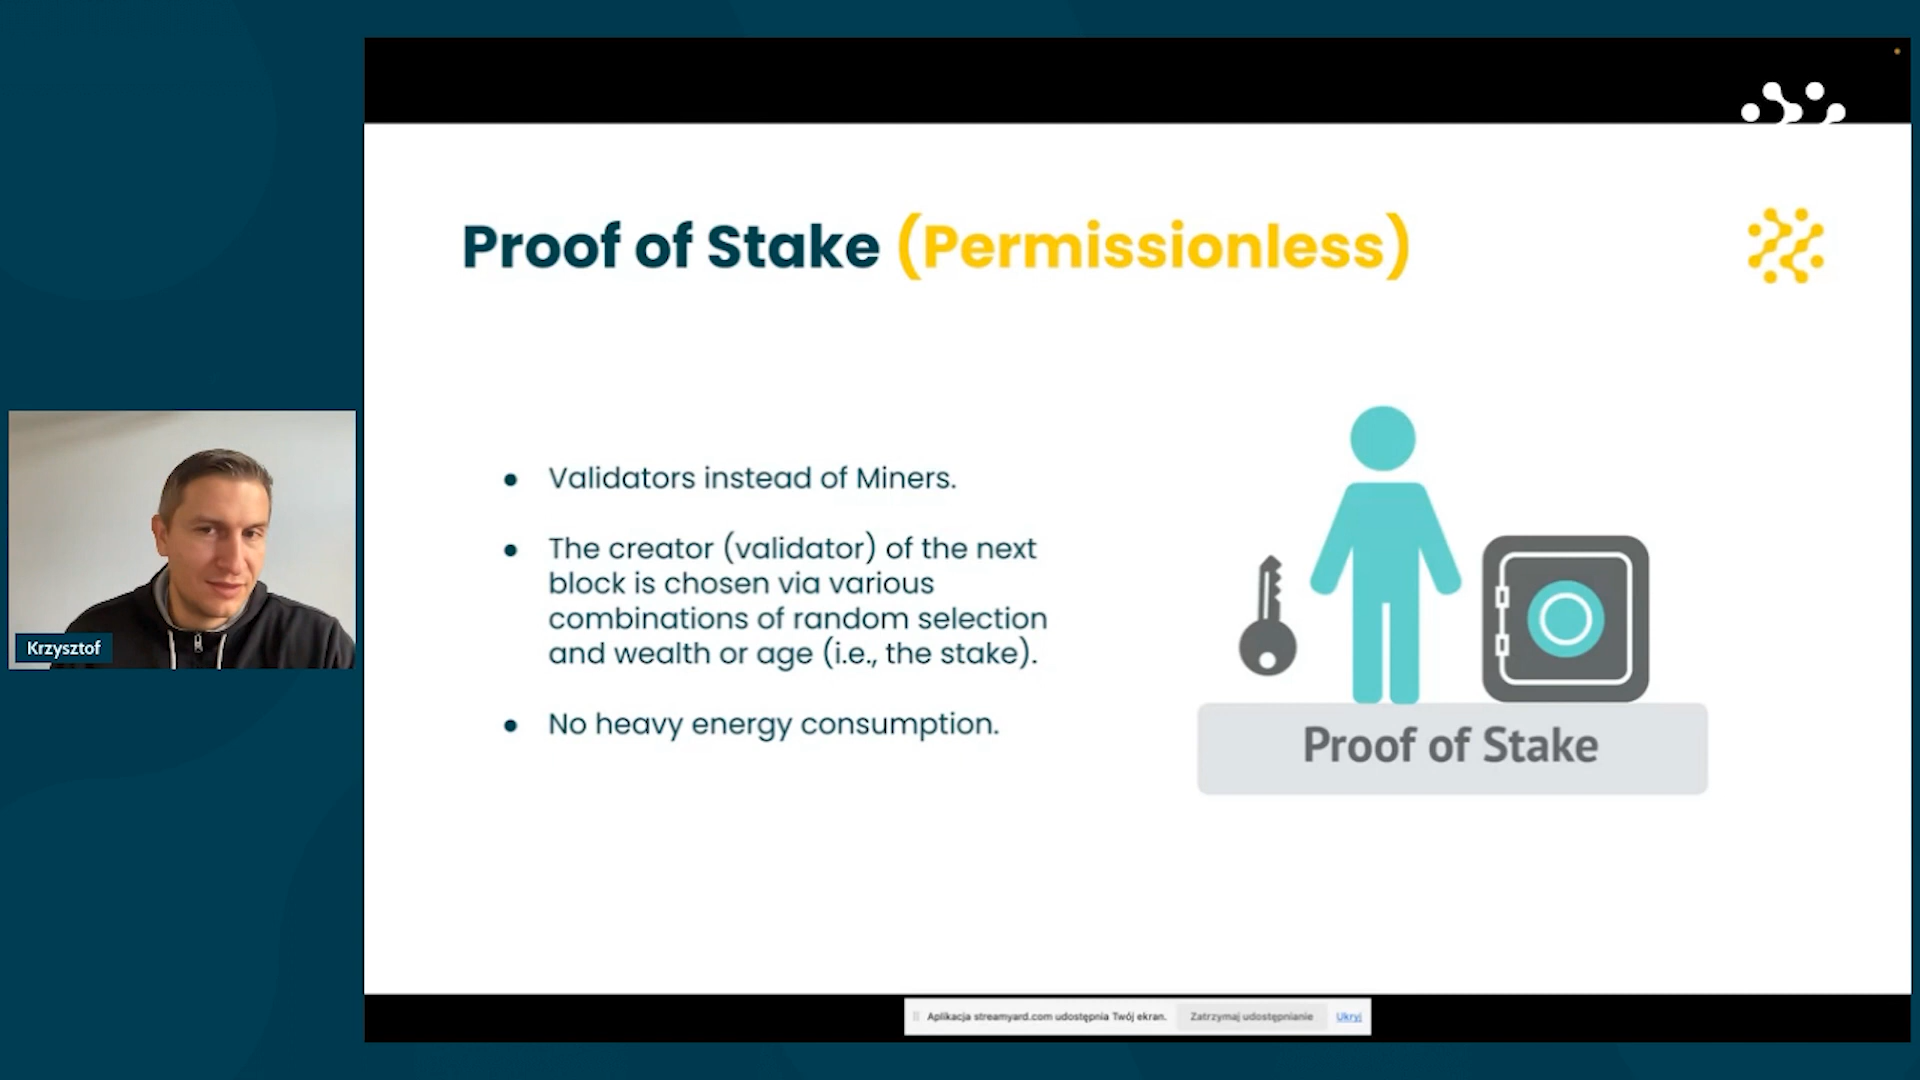 Proof of Stake (Permissionless)
● Validators instead of Miners.
● The creator (validator) of the next
block is chosen via various
combinations of random selection
and wealth or age (i.e., the stake).
● No heavy energy consumption.
Proof of Stake
Krzysztof
Aplikacja streamyard.com udostępnia Twój ekran. Zatrzymaj udostępnianie Ukryj